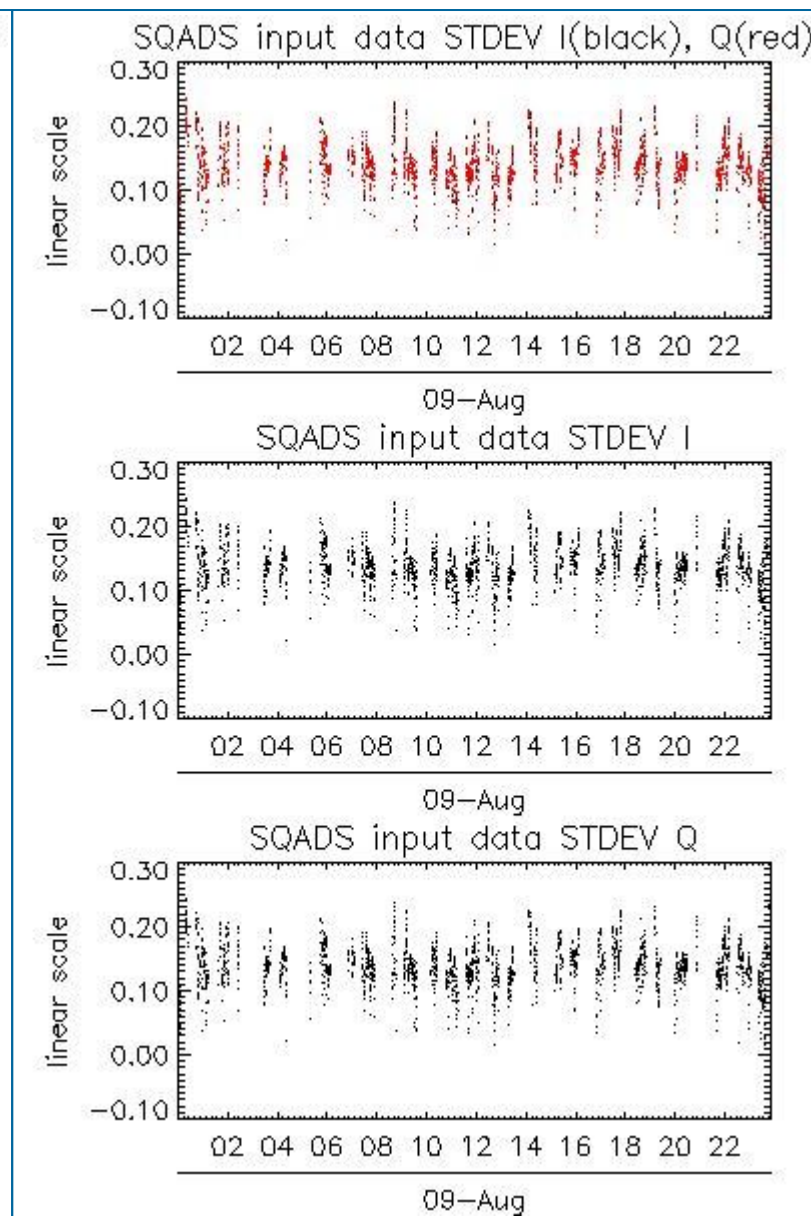 SQADS input data STDEV I(black), Q(red)
0.30
0.20
0.10
0.00
-0.10
linear scale
02 04 06 08 10 12 14 16 18 20 22
09-Aug
SQADS input data STDEV I
0.30
0.20
0.10
0.00
-0.10
linear scale
02 04 06 08 10 12 14 16 18 20 22
09-Aug
SQADS input data STDEV Q
0.30
0.20
0.10
0.00
-0.10
linear scale
02 04 06 08 10 12 14 16 18 20 22
09-Aug